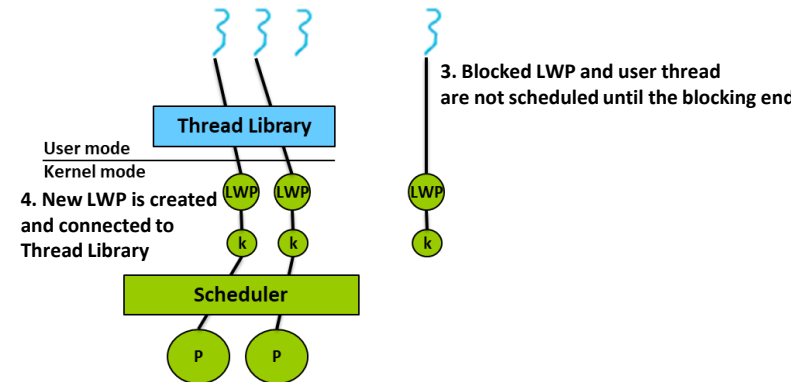 3. Blocked LWP and user thread
are not scheduled until the blocking end
Thread Library
User mode
Kernel mode
4. New LWP is created
and connected to
Thread Library
LWP
LWP
LWP
k
k
k
Scheduler
P
P